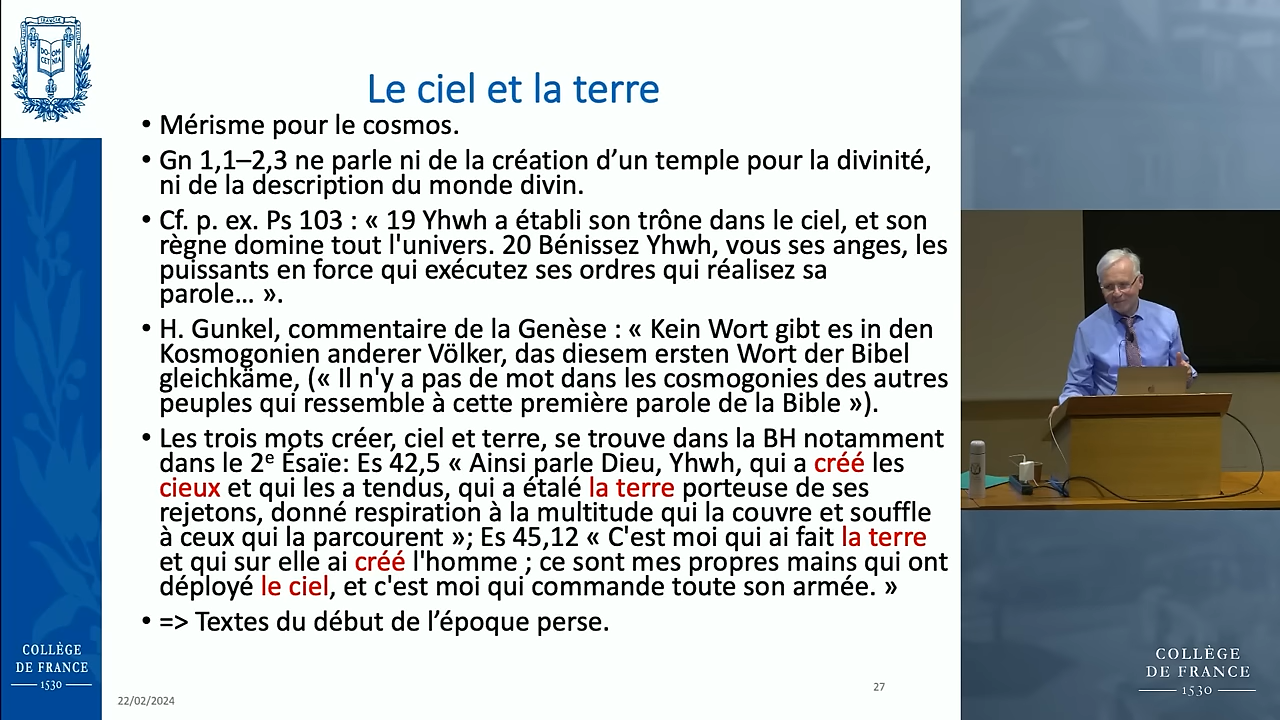 Le ciel et la terre
• Mérisme pour le cosmos.
• Gn 1,1–2,3 ne parle ni de la création d’un temple pour la divinité,
ni de la description du monde divin.
• Cf. p. ex. Ps 103 : « 19 Yhwh a établi son trône dans le ciel, et son
règne domine tout l'univers. 20 Bénissez Yhwh, vous ses anges, les
puissants en force qui exécutez ses ordres qui réalisez sa
parole… ».
• H. Gunkel, commentaire de la Genèse : « Kein Wort gibt es in den
Kosmogonien anderer Völker, das diesem ersten Wort der Bibel
gleichkäme, (« Il n'y a pas de mot dans les cosmogonies des autres
peuples qui ressemble à cette première parole de la Bible »).
• Les trois mots créer, ciel et terre, se trouve dans la BH notamment
dans le 2e Ésaïe: Es 42,5 « Ainsi parle Dieu, Yhwh, qui a créé les
cieux et qui les a tendus, qui a étalé la terre porteuse de ses
rejetons, donné respiration à la multitude qui la couvre et souffle
à ceux qui la parcourent »; Es 45,12 « C'est moi qui ai fait la terre
et qui sur elle ai créé l'homme ; ce sont mes propres mains qui ont
déployé le ciel, et c'est moi qui commande toute son armée. »
• => Textes du début de l’époque perse.
COLLÈGE
DE FRANCE
1530
22/02/2024
27
COLLÈGE
DE FRANCE
1530